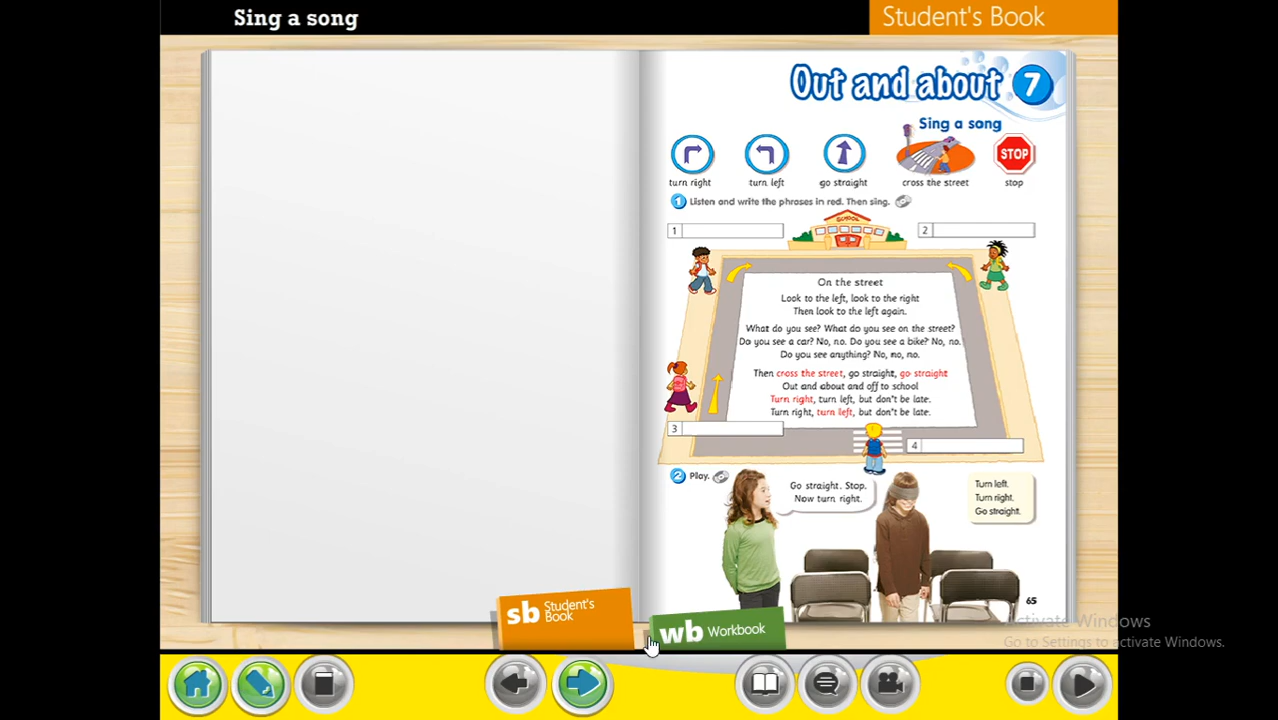 Sing a song
Student's Book
Out and about 7
Sing a song
STOP
turn right
turn left
go straight
cross the street
stop
1 Listen and write the phrases in red. Then sing.
SCHOOL
1
2
On the street
Look to the left, look to the right
Then look to the left again.
What do you see? What do you see on the street?
Do you see a car? No, no. Do you see a bike? No, no.
Do you see anything? No, no, no.
Then cross the street, go straight, go straight
Out and about and off to school
Turn right, turn left, but don't be late.
Turn right, turn left, but don't be late.
3
4
2 Play.
Go straight. Stop.
Now turn right.
Turn left.
Turn right.
Go straight.
65
sb Student's
Book
wb Workbook
Activate Windows
Go to Settings to activate Windows.